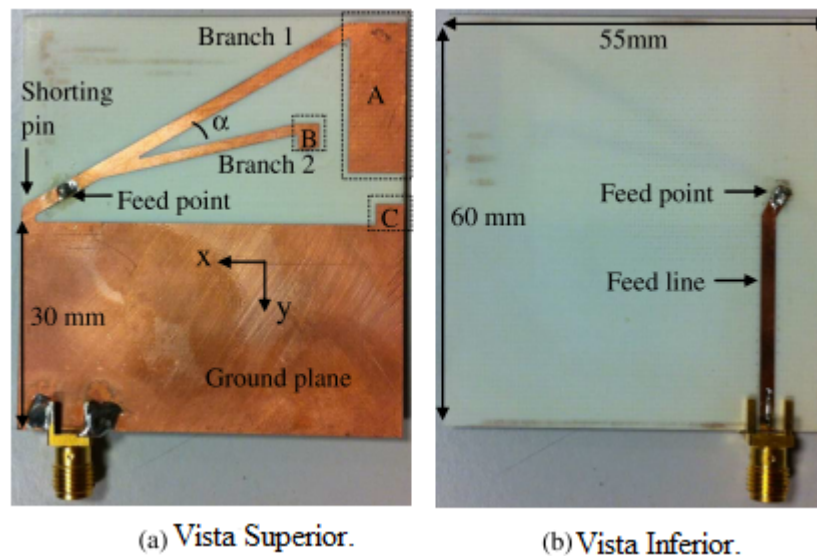 Branch 1
Shorting
pin
A
α
B
Branch 2
Feed point
C
x
y
30 mm
Ground plane
(a) Vista Superior.
55mm
Feed point
60 mm
Feed line
(b) Vista Inferior.